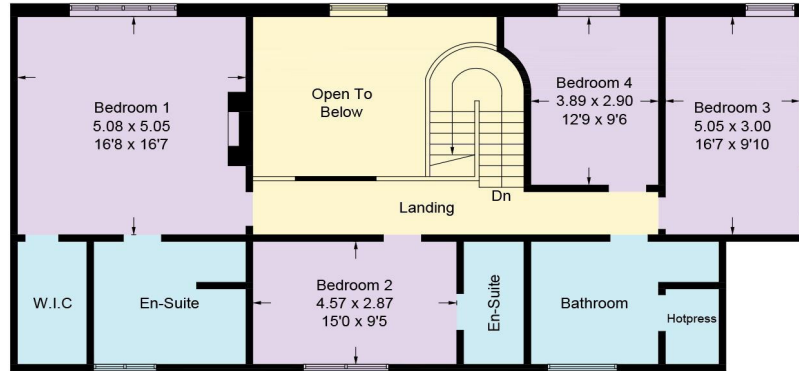 Bedroom 1
5.08 x 5.05
16'8 x 16'7
Open To
Below
Bedroom 4
3.89 x 2.90
12'9 x 9'6
Bedroom 3
5.05 x 3.00
16'7 x 9'10
Dn
Landing
W.I.C
En-Suite
Bedroom 2
4.57 x 2.87
15'0 x 9'5
En-Suite
Bathroom
Hotpress